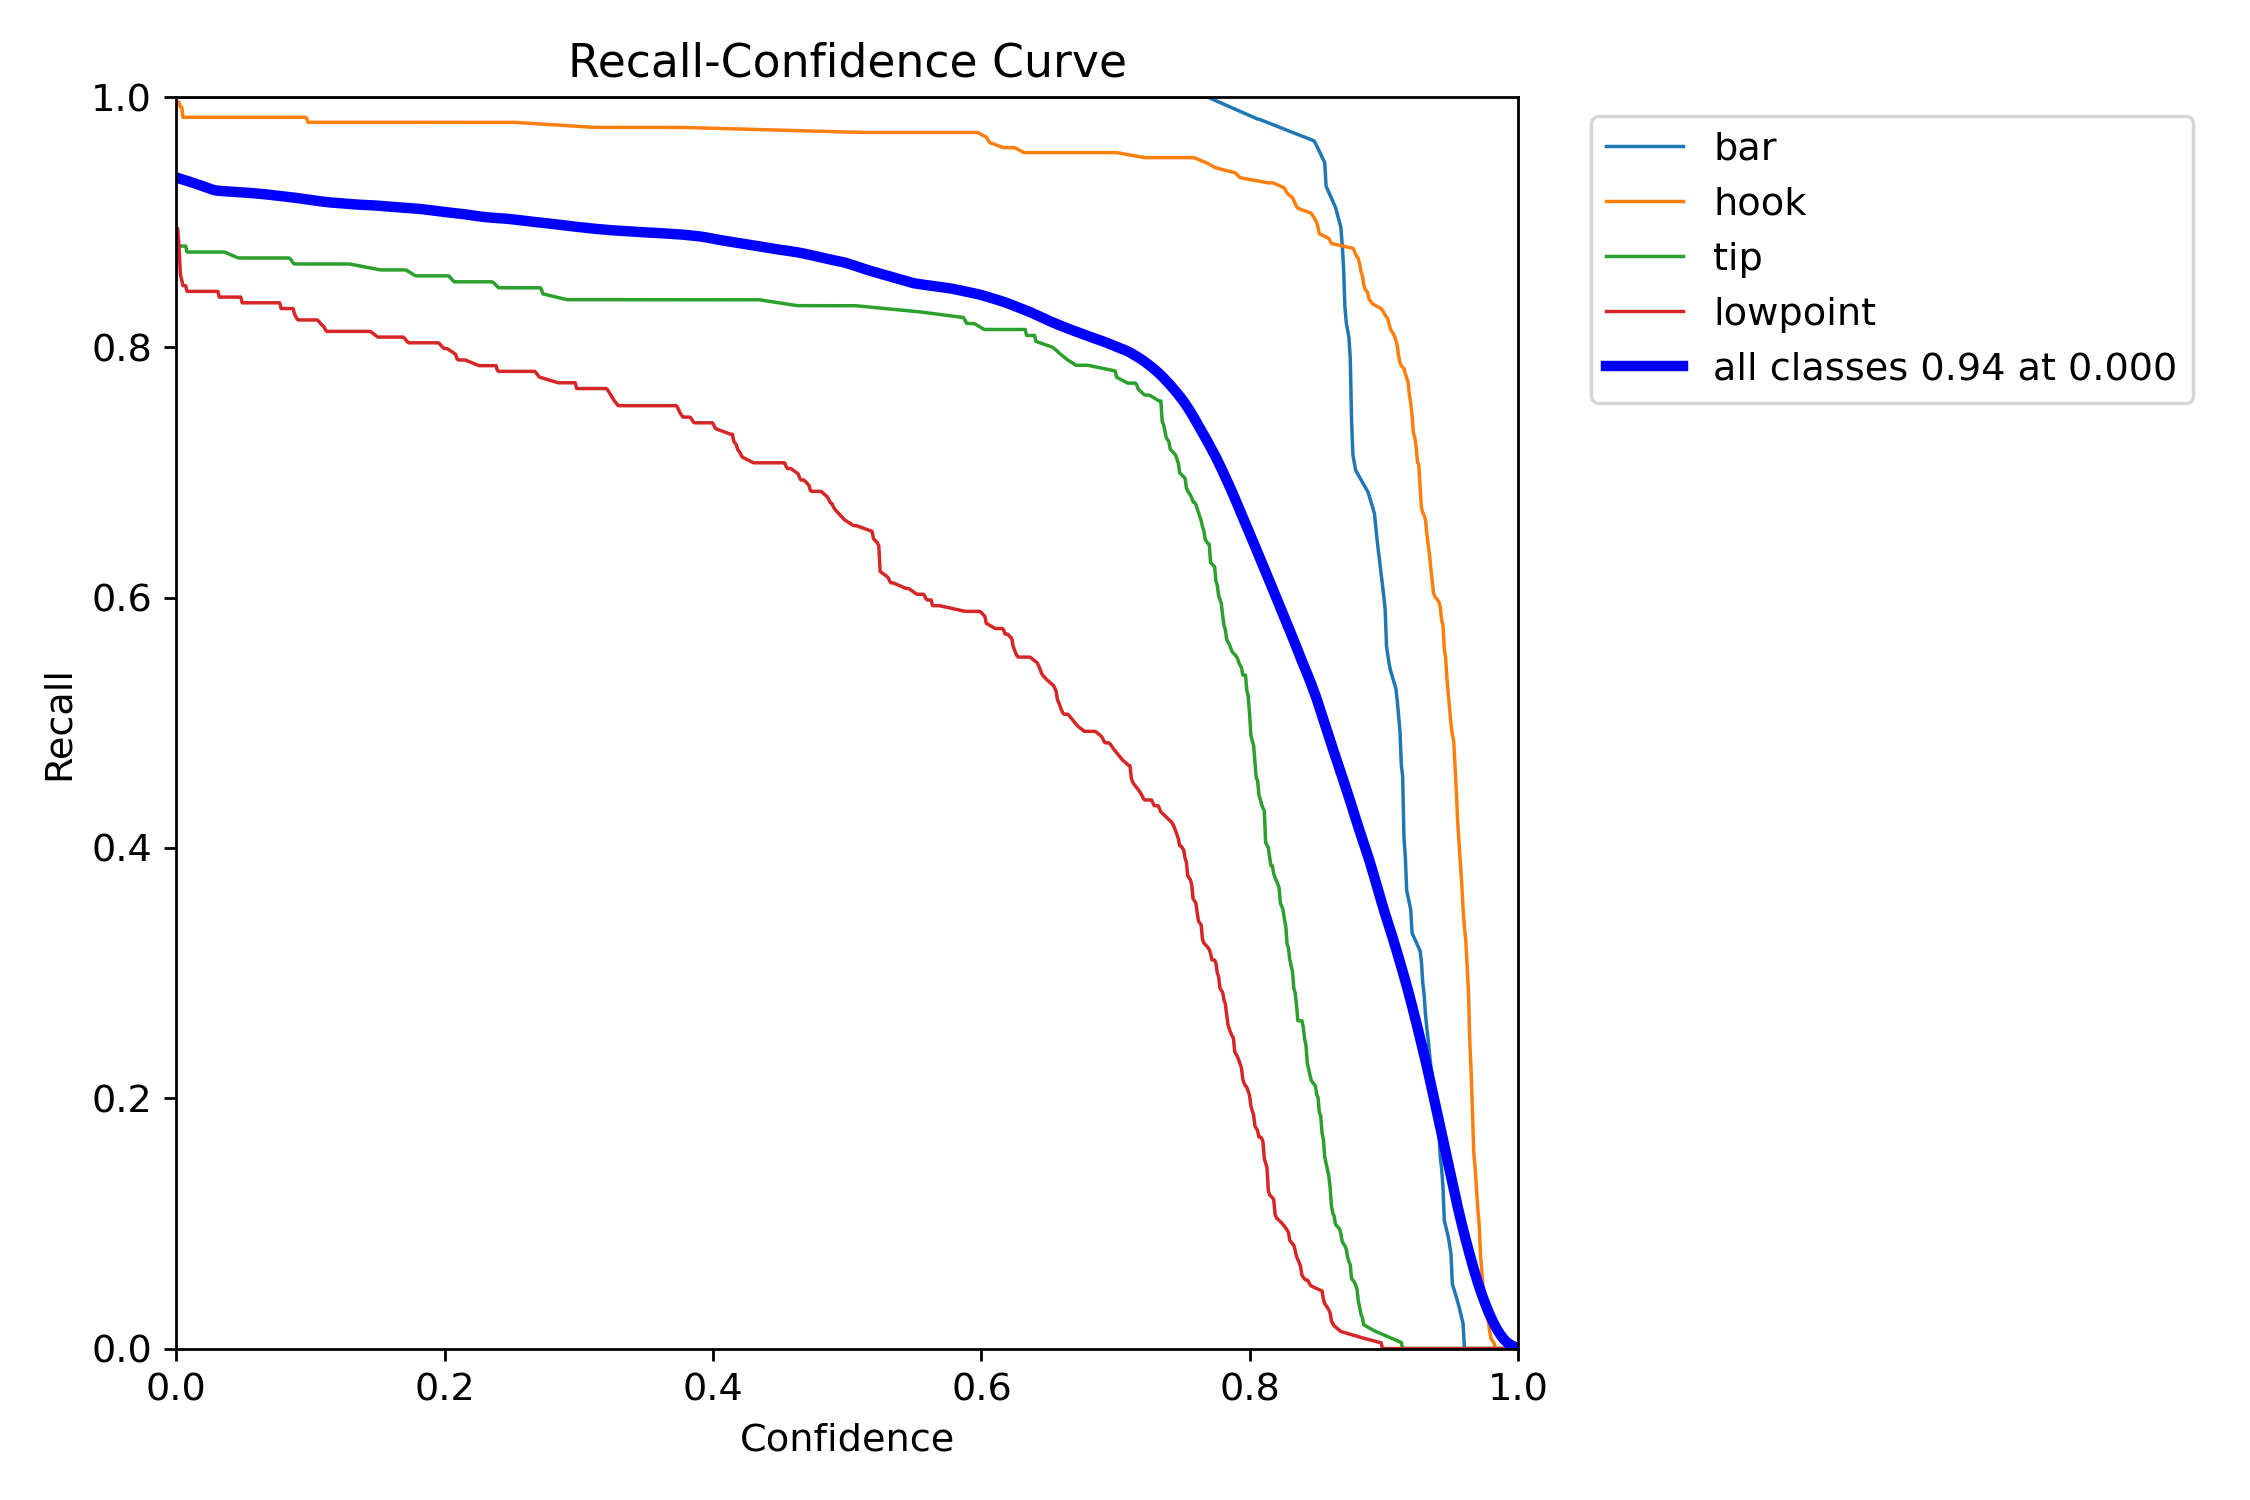 Recall-Confidence Curve
1.0
0.8
0.6
0.4
0.2
0.0
Recall
0.0 0.2 0.4 0.6 0.8 1.0
Confidence
bar
hook
tip
lowpoint
all classes 0.94 at 0.000